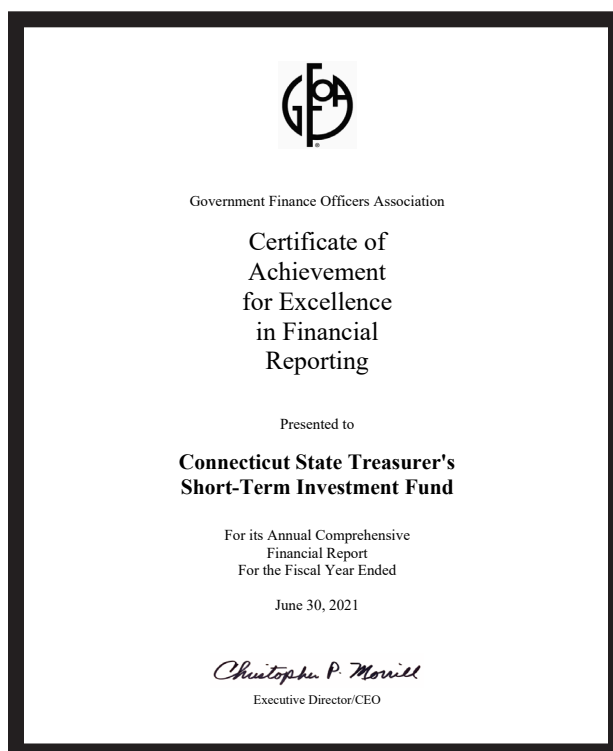 GFOA
Government Finance Officers Association
Certificate of
Achievement
for Excellence
in Financial
Reporting
Presented to
Connecticut State Treasurer's
Short-Term Investment Fund
For its Annual Comprehensive
Financial Report
For the Fiscal Year Ended
June 30, 2021
Christopher P. Morrill
Executive Director/CEO